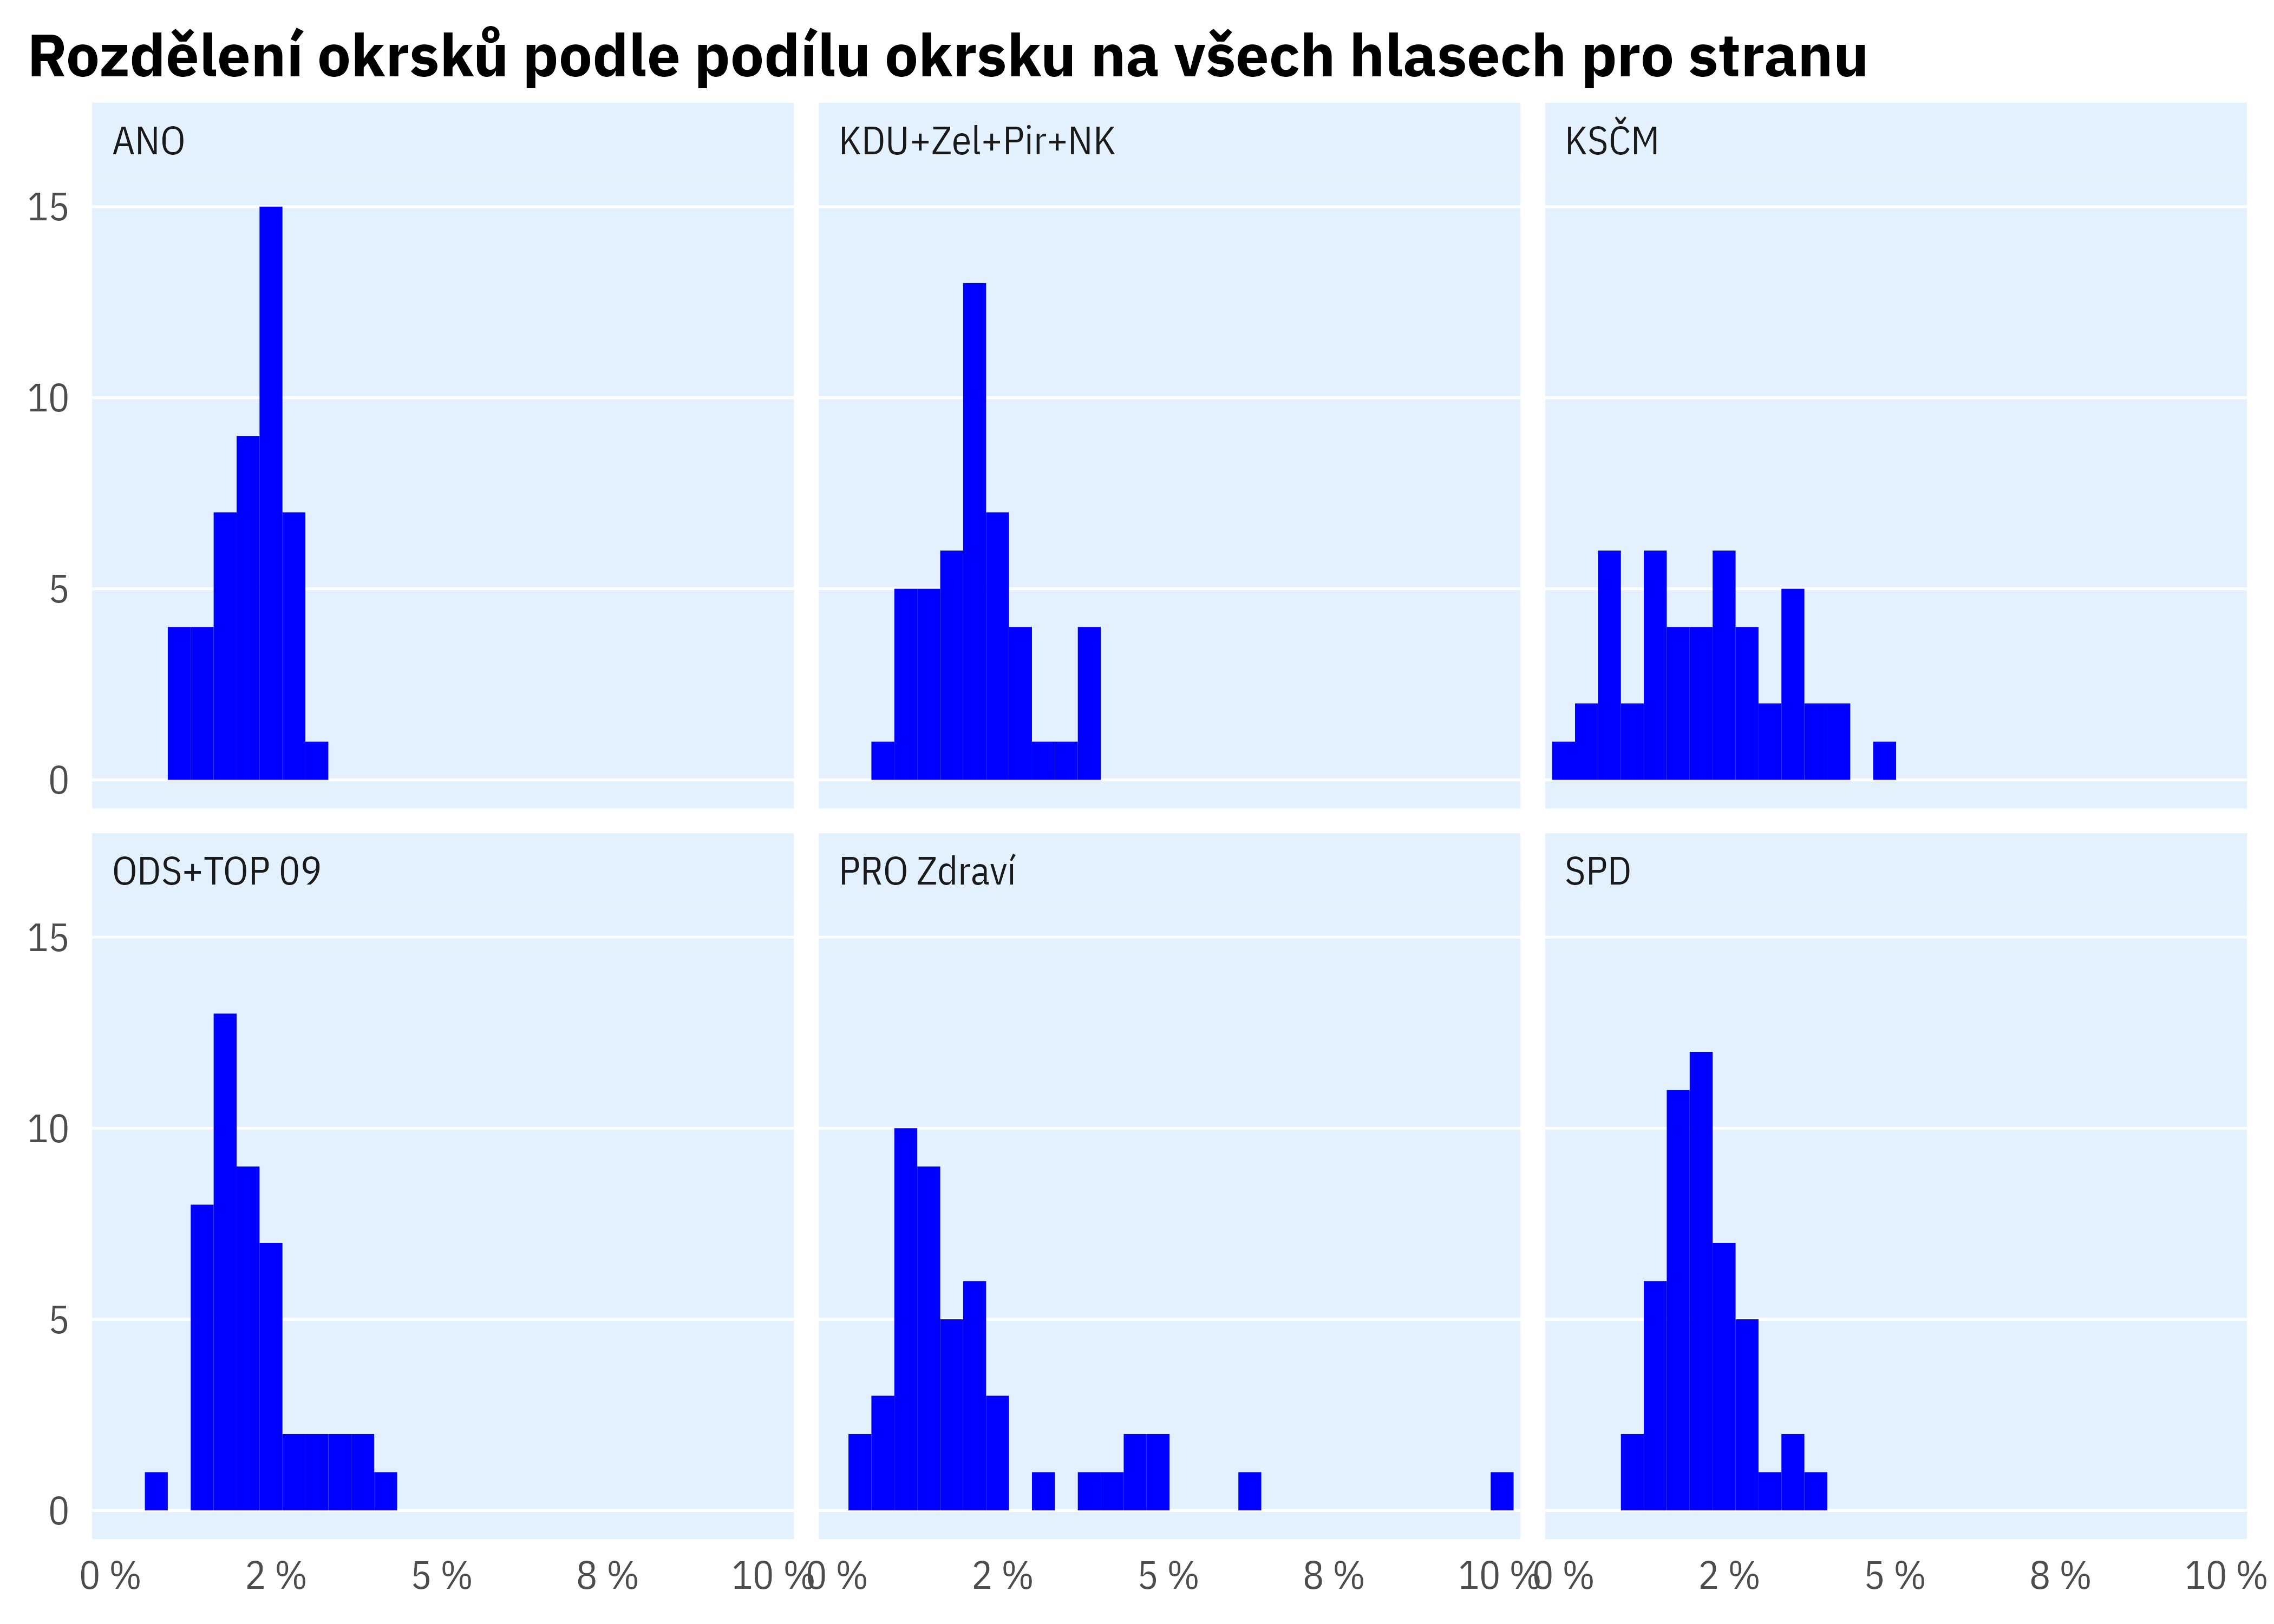 Rozdělení okrsků podle podílu okrsku na všech hlasech pro stranu
ANO
KDU+Zel+Pir+NK
KSČM
15
10
5
0
ODS+TOP 09
PRO Zdraví
SPD
15
10
5
0
0 % 2 % 5 % 8 % 10 % 0 % 2 % 5 % 8 % 10 % 0 % 2 % 5 % 8 % 10 %